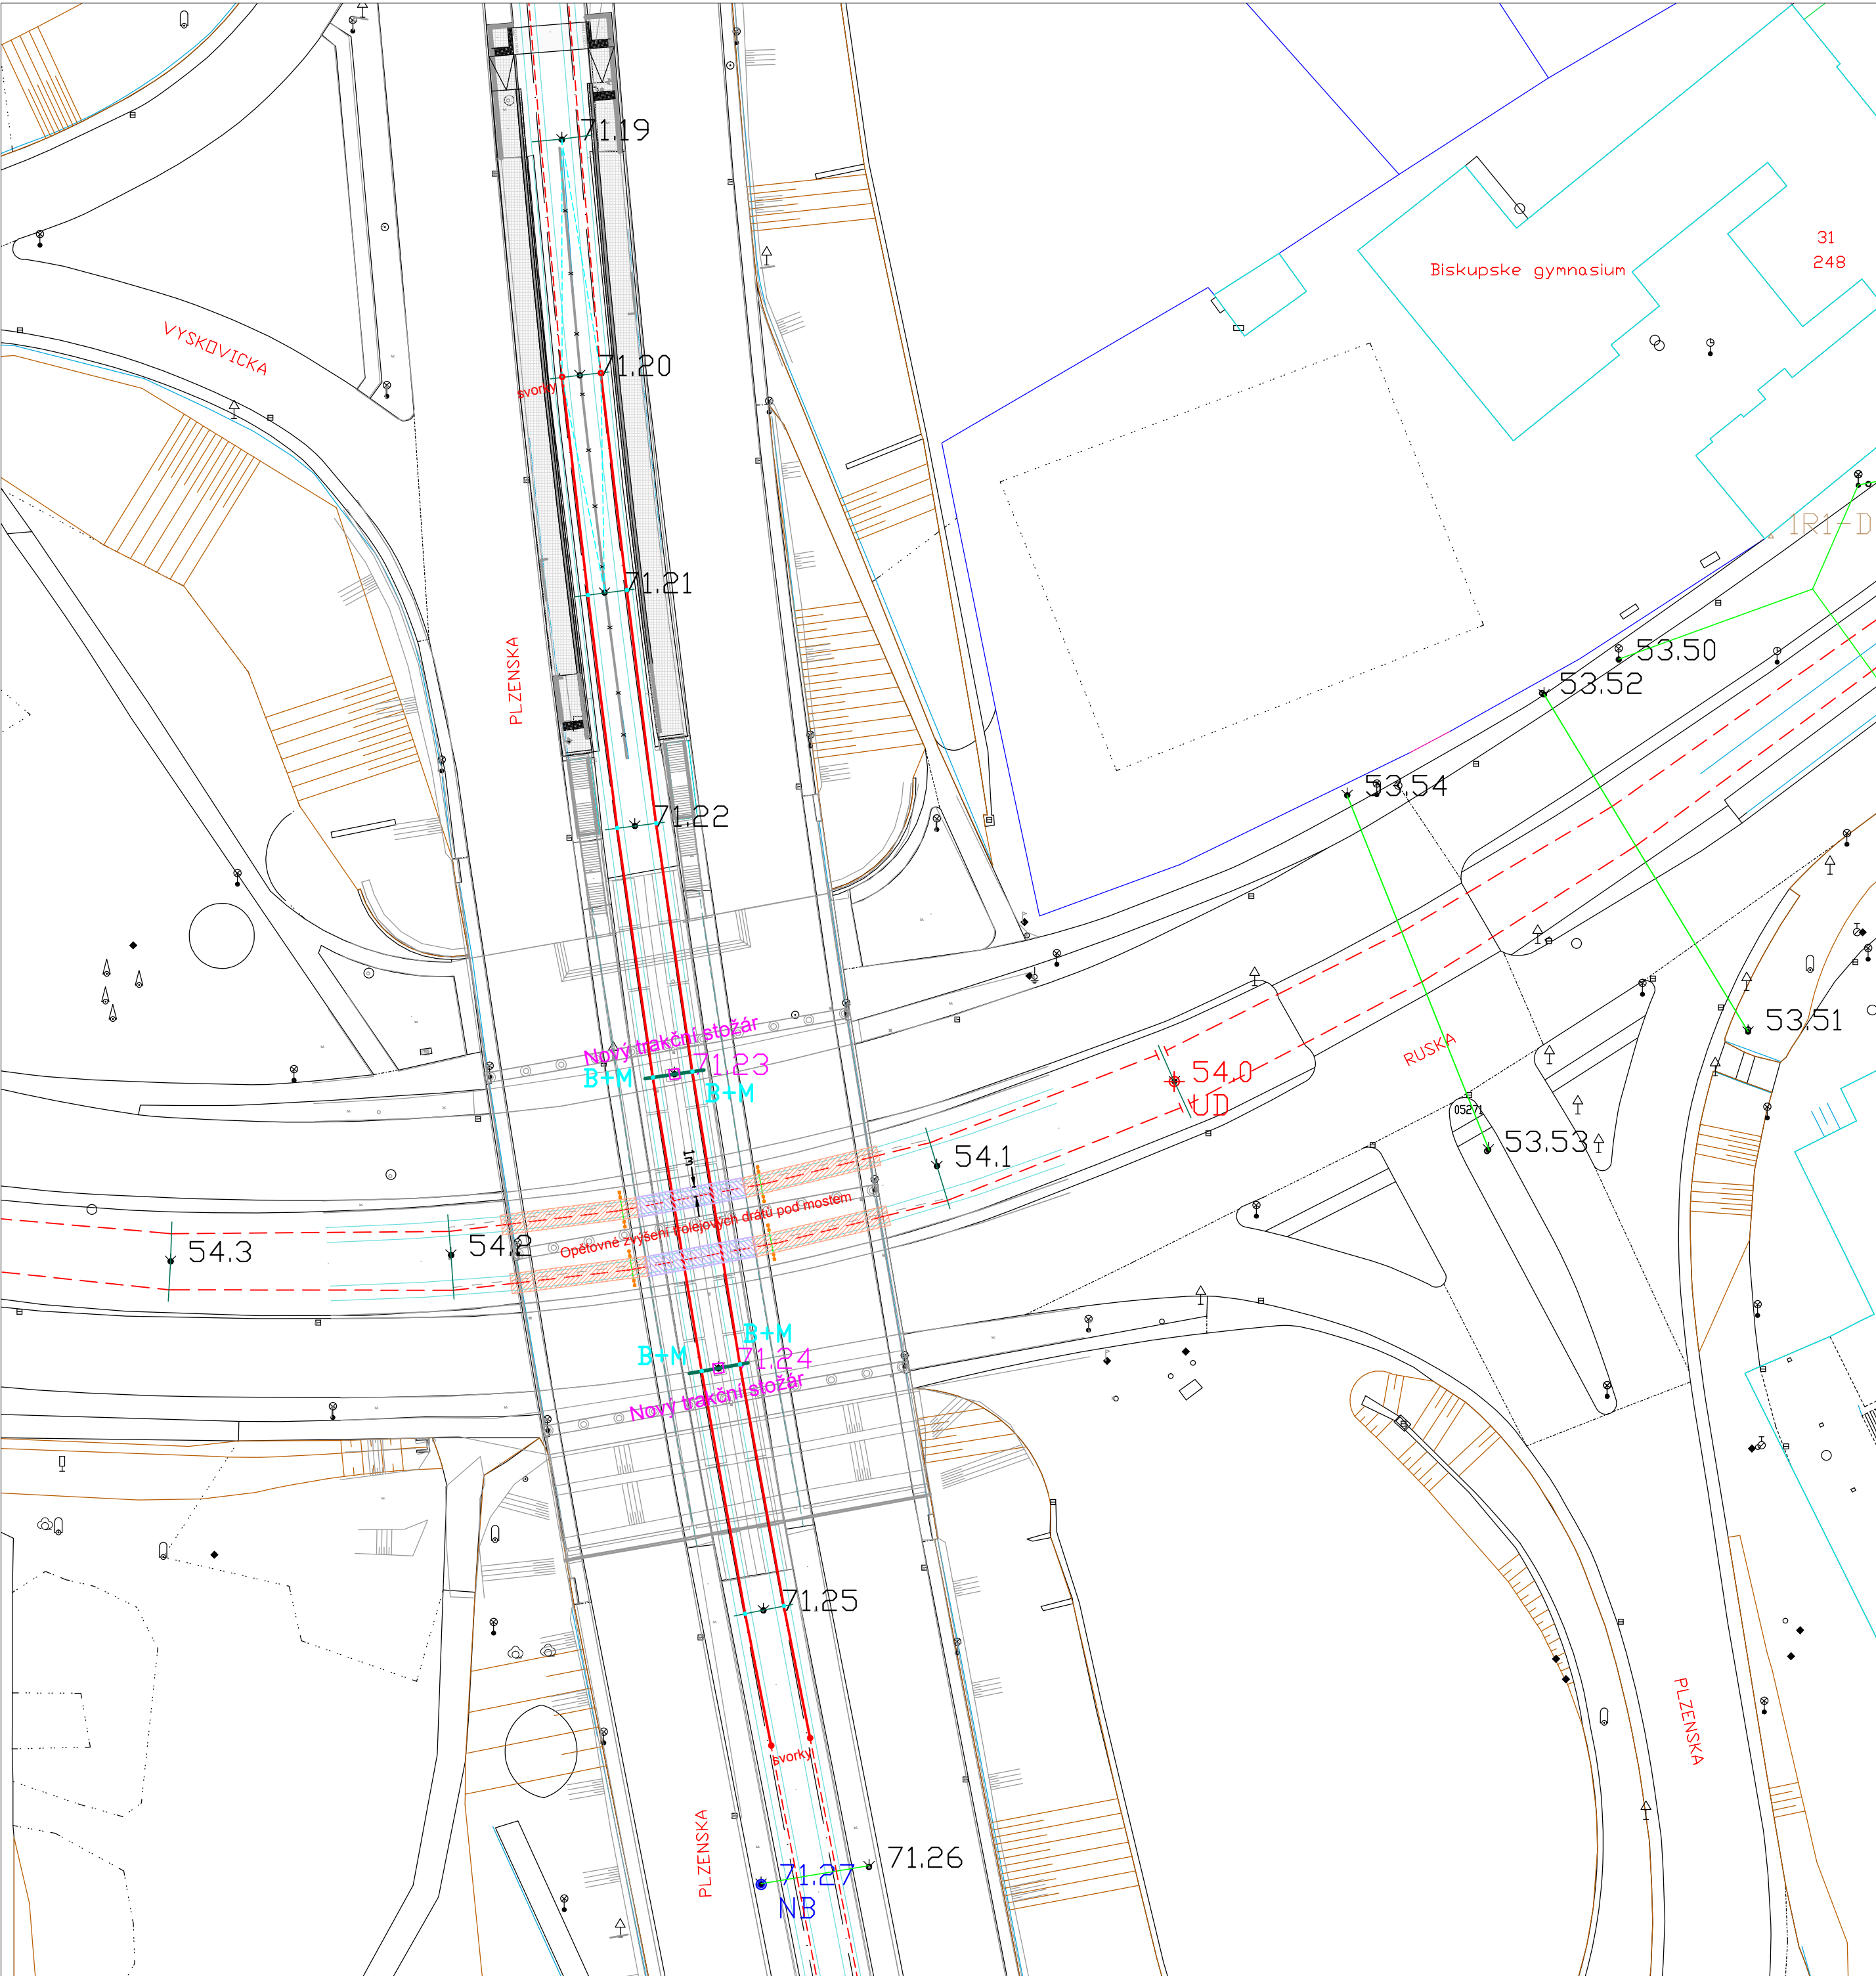 71.19
31
248
Biskupske gymnasium
VYSKOVICKA
71.20
svorky
1R1-D
71.21
PLZENSKA
53.50
53.52
53.54
71.22
53.51
Nový trakční stožár
71.23
B+M
B+M
RUSKA
54.0
UD
05271
53.53
54.1
Opětovné zvýšení trolejových drátů pod mostem
54.2
54.3
B+M
B+M
71.24
Nový trakční stožár
71.25
PLZENSKA
svorky
PLZENSKA
71.26
71.27
NB